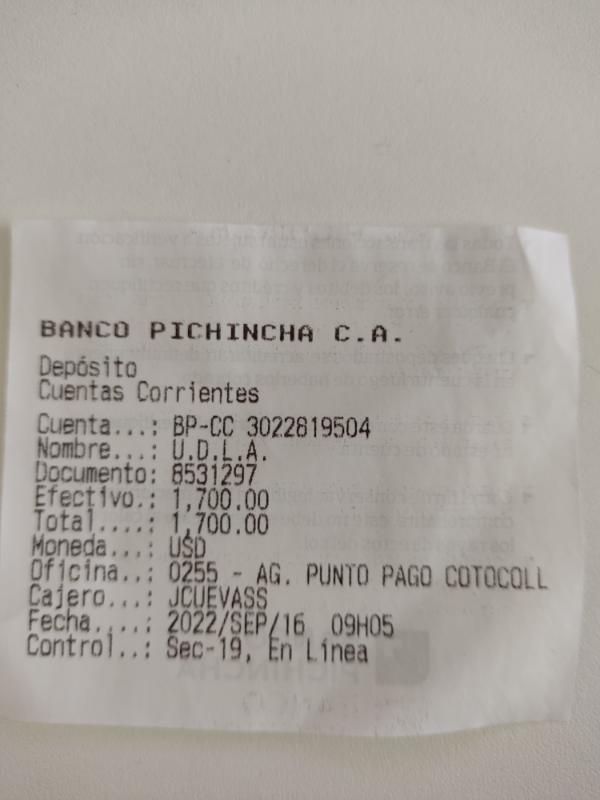 BANCO PICHINCHA C.A.
Depósito
Cuentas Corrientes
Cuenta...: BP-CC 3022819504
Nombre...: U.D.L.A.
Documento: 8531297
Efectivo.: 1,700.00
Total....: 1,700.00
Moneda...: USD
Oficina..: 0255 - AG. PUNTO PAGO COTOCOLL
Cajero...: JCUEVASS
Fecha....: 2022/SEP/16 09H05
Control..: Sec-19, En Línea